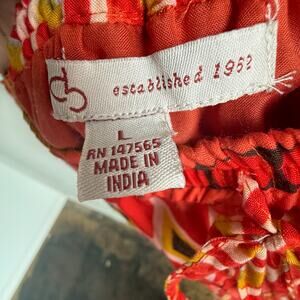 established 1962
L
RN 147565
MADE IN
INDIA